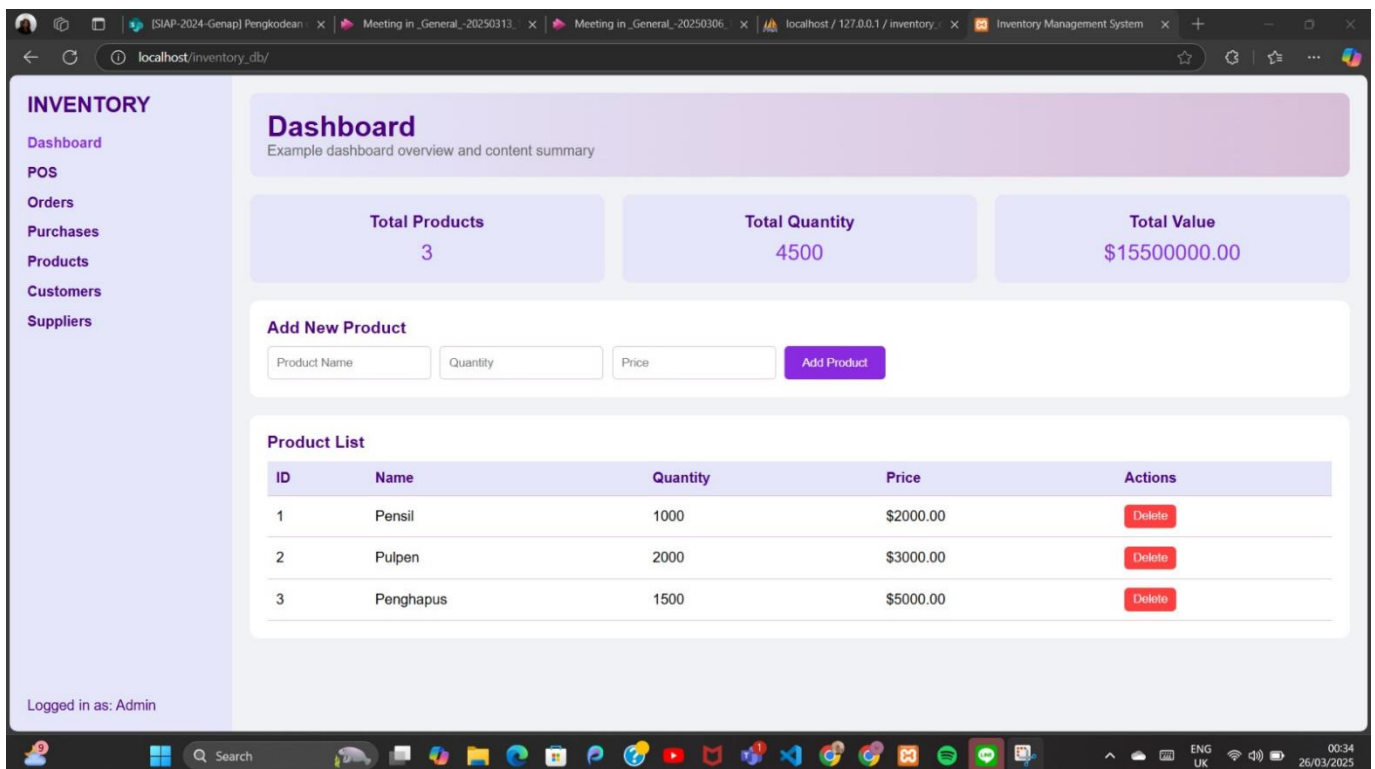 [SIAP-2024-Genap] Pengkodean
Meeting in _General_-20250313_
Meeting in _General_-20250306_
localhost / 127.0.0.1 / inventory_
Inventory Management System
localhost/inventory_db/
INVENTORY
Dashboard
POS
Orders
Purchases
Products
Customers
Suppliers
Logged in as: Admin
Dashboard
Example dashboard overview and content summary
Total Products
3
Total Quantity
4500
Total Value
$15500000.00
Add New Product
Product Name Quantity Price Add Product
Product List
ID Name Quantity Price Actions
1 Pensil 1000 $2000.00 Delete
2 Pulpen 2000 $3000.00 Delete
3 Penghapus 1500 $5000.00 Delete
9
Search
ENG
UK
00:34
26/03/2025